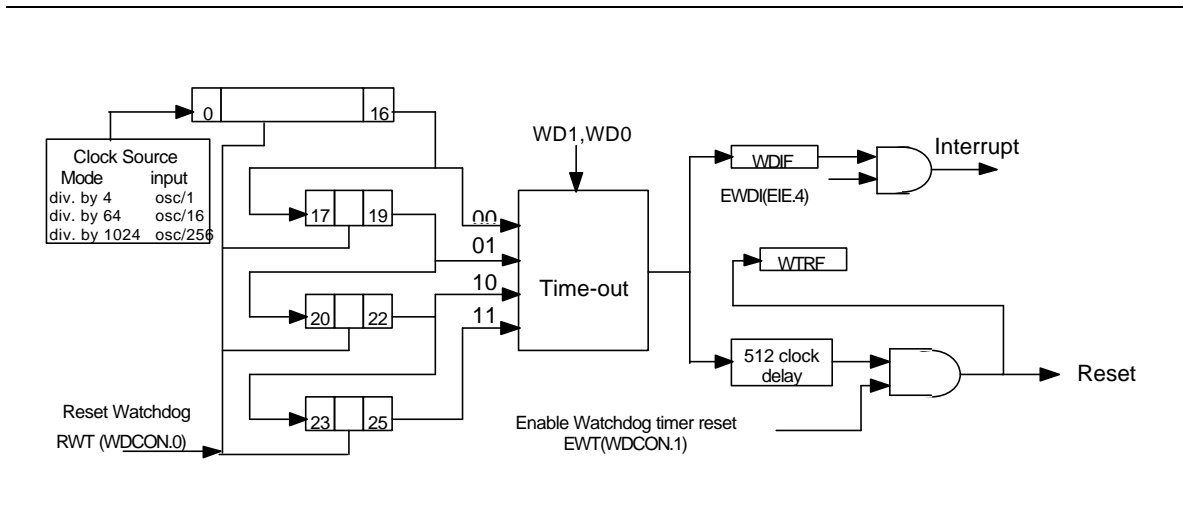 0 16
Clock Source
Mode input
div. by 4 osc/1
div. by 64 osc/16
div. by 1024 osc/256
17 19
20 22
23 25
Reset Watchdog
RWT (WDCON.0)
WD1,WD0
00
01
10
11
Time-out
WDIF
EWDI(EIE.4)
Interrupt
WTRF
512 clock
delay
Enable Watchdog timer reset
EWT(WDCON.1)
Reset